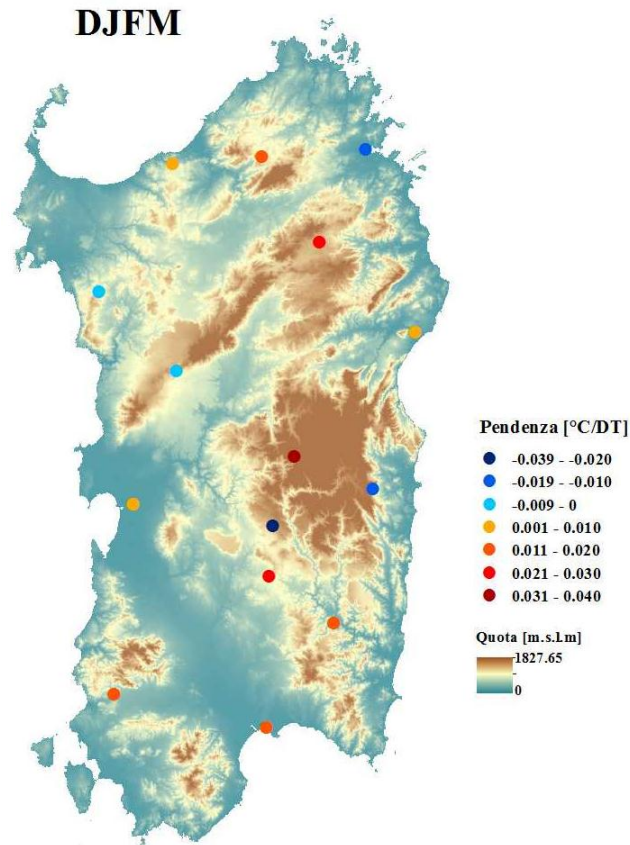 DJFM
Pendenza [°C/DT]
-0.039 - -0.020
-0.019 - -0.010
-0.009 - 0
0.001 - 0.010
0.011 - 0.020
0.021 - 0.030
0.031 - 0.040
Quota [m.s.l.m]
1827.65
0